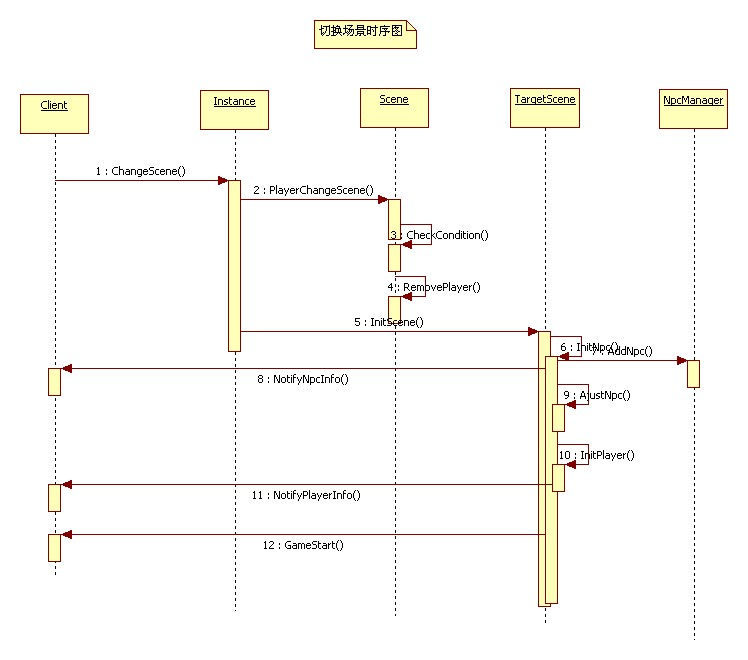 切换场景时序图
Client
Instance
Scene
TargetScene
NpcManager
1 : ChangeScene()
2 : PlayerChangeScene()
3 : CheckCondition()
4 : RemovePlayer()
5 : InitScene()
6 : InitNpc()
7 : AddNpc()
8 : NotifyNpcInfo()
9 : AjustNpc()
10 : InitPlayer()
11 : NotifyPlayerInfo()
12 : GameStart()